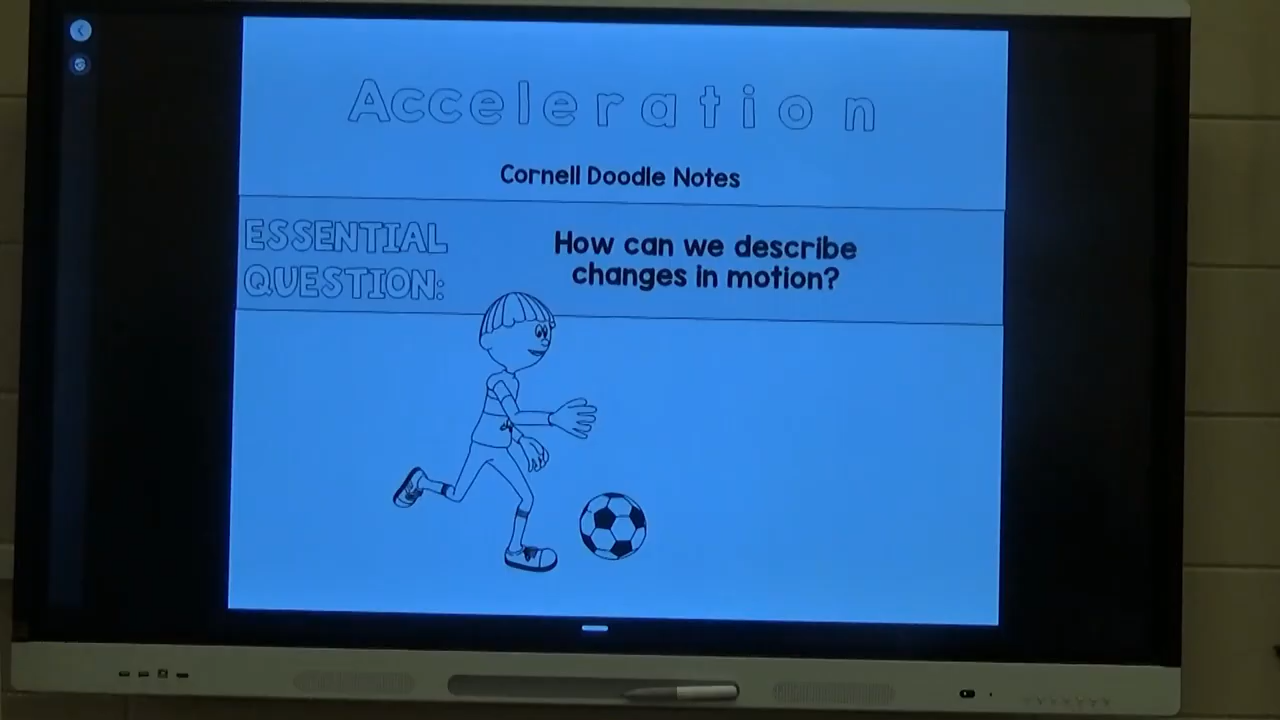 Acceleration
Cornell Doodle Notes
ESSENTIAL
QUESTION:
How can we describe
changes in motion?